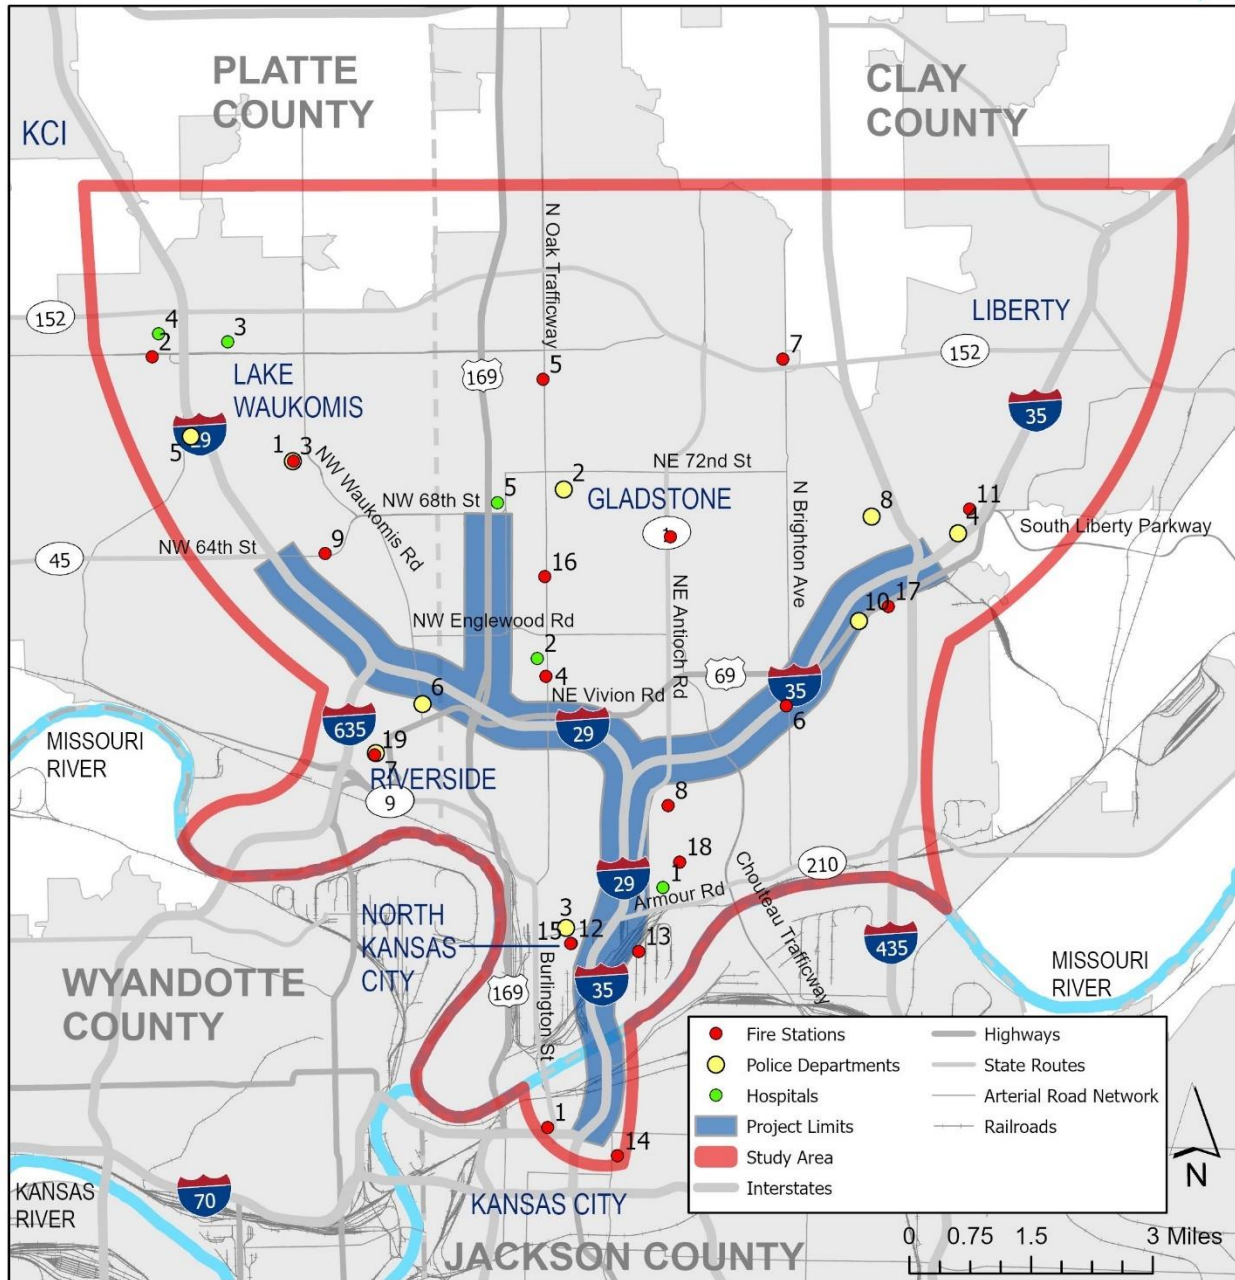 PLATTE
COUNTY
CLAY
COUNTY
KCI
N Oak Trafficway
152
4
3
2
LIBERTY
7
152
LAKE
WAUKOMIS
169
5
35
29
5
1
3
NW Waukomis Rd
NE 72nd St
2
GLADSTONE
NW 68th St
5
N Brighton Ave
8
11
4
South Liberty Parkway
1
45
NW 64th St
9
16
NE Antioch Rd
17
10
NW Englewood Rd
2
4
69
35
6
NE Vivion Rd
6
635
29
MISSOURI
RIVER
19
7
RIVERSIDE
9
8
18
Chouteau Trafficway
210
29
1
Armour Rd
NORTH
KANSAS
CITY
3
15
12
13
Burlington St
435
WYANDOTTE
COUNTY
169
35
MISSOURI
RIVER
Fire Stations
Police Departments
Hospitals
Project Limits
Study Area
Interstates
Highways
State Routes
Arterial Road Network
Railroads
1
14
N
KANSAS
RIVER
70
KANSAS CITY
0 0.75 1.5 3 Miles
JACKSON COUNTY